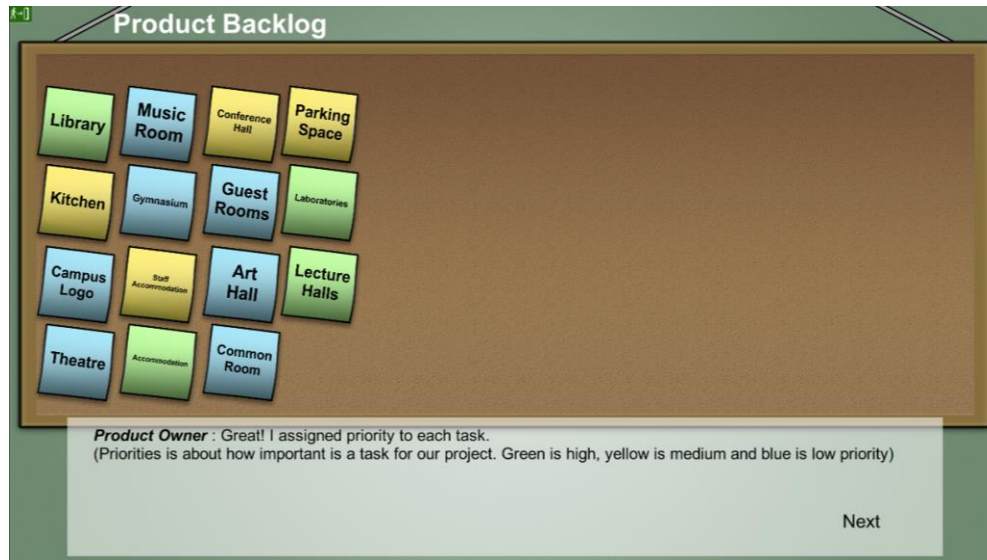 Product Backlog
Library
Music
Room
Conference
Hall
Parking
Space
Kitchen
Gymnasium
Guest
Rooms
Laboratories
Campus
Logo
Staff
Accommodation
Art
Hall
Lecture
Halls
Theatre
Accommodation
Common
Room
Product Owner : Great! I assigned priority to each task.
(Priorities is about how important is a task for our project. Green is high, yellow is medium and blue is low priority)
Next